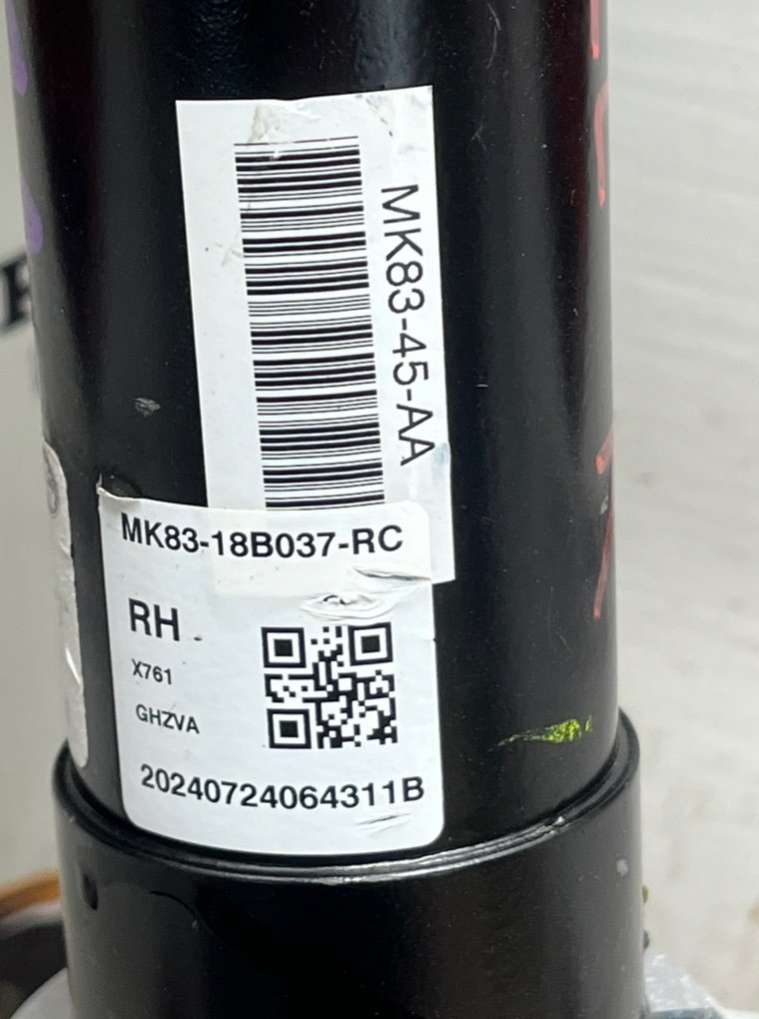 MK83-45-AA
MK83-18B037-RC
RH
X761
GHZVA
20240724064311B